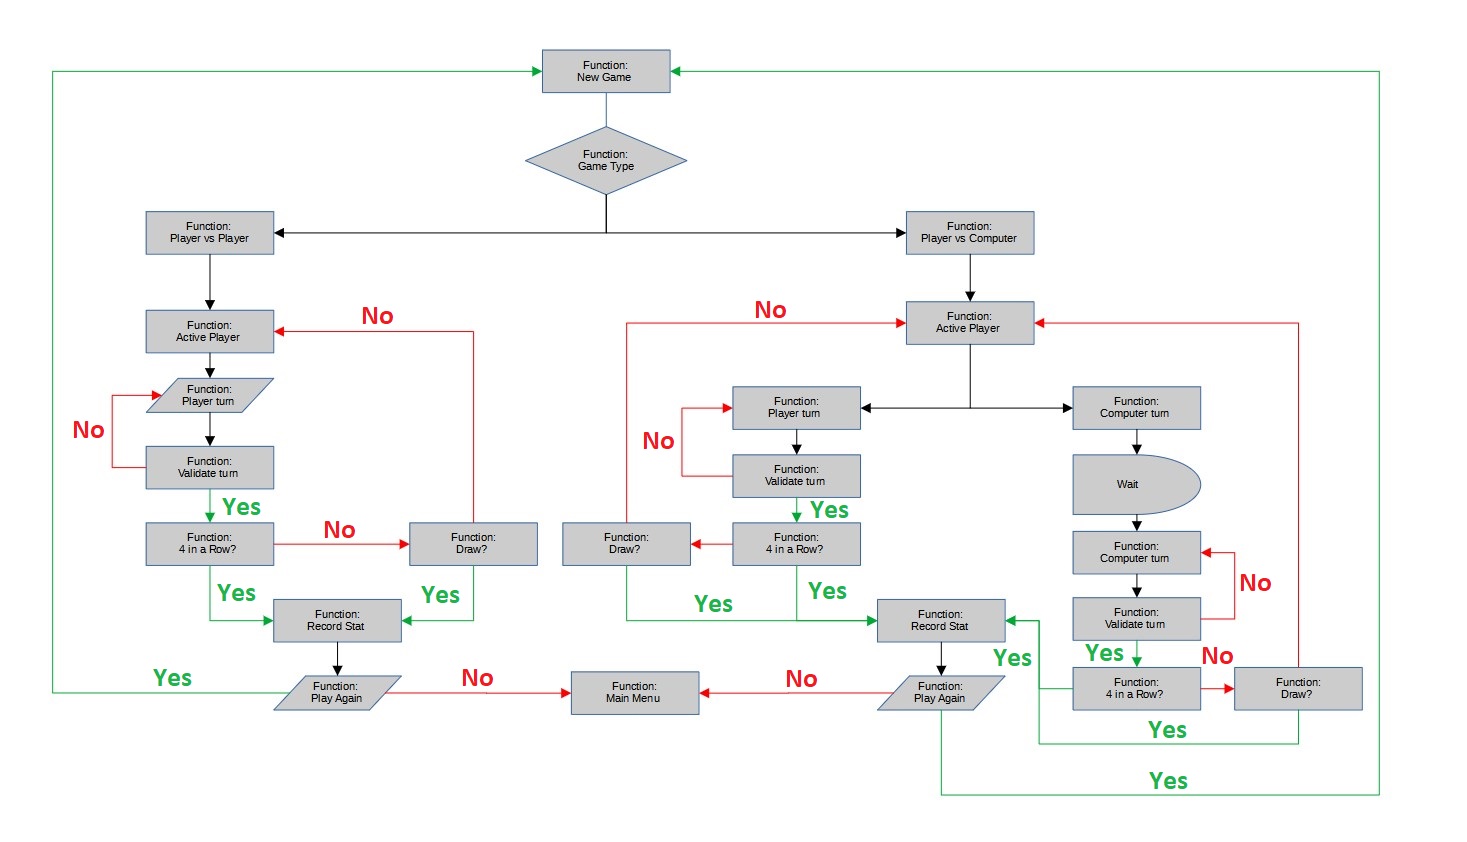 Function:
New Game
Function:
Game Type
Function:
Player vs Player
Function:
Player vs Computer
Function:
Active Player
No
No
Function:
Active Player
Function:
Player turn
No
Function:
Validate turn
Yes
Function:
4 in a Row?
No
Function:
Draw?
Yes
Yes
Function:
Record Stat
Yes
Function:
Play Again
No
Function:
Main Menu
No
Function:
Player turn
No
Function:
Validate turn
Yes
Function:
Draw?
Function:
4 in a Row?
Yes
Yes
Function:
Record Stat
Function:
Play Again
Function:
Computer turn
Wait
Function:
Computer turn
No
Function:
Validate turn
Yes
Yes
No
Function:
4 in a Row?
Function:
Draw?
Yes
Yes